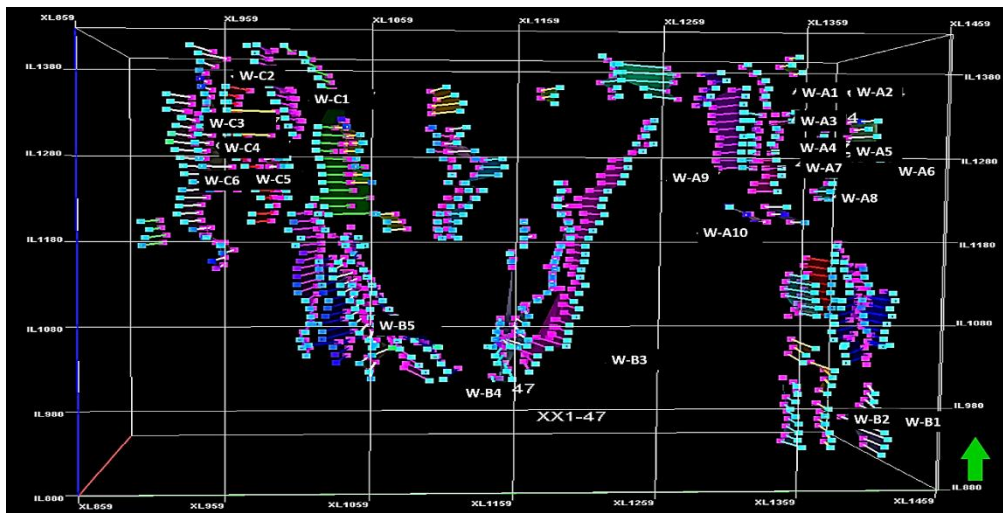 XL859 XL959 XL1059 XL1159 XL1259 XL1359 XL1459
IL1380 IL1380
W-C2 W-A1 W-A2
W-C1
W-C3 W-A3 4
W-C4 W-A4 W-A5
IL1280 IL1280
W-C6 W-C5 W-A9 W-A7 W-A6
W-A8
W-A10
IL1180 IL1180
IL1080 W-B5 IL1080
W-B3
W-B4 47
IL980 XX1-47 IL980
W-B2 W-B1
IL880 IL880
XL859 XL959 XL1059 XL1159 XL1259 XL1359 XL1459